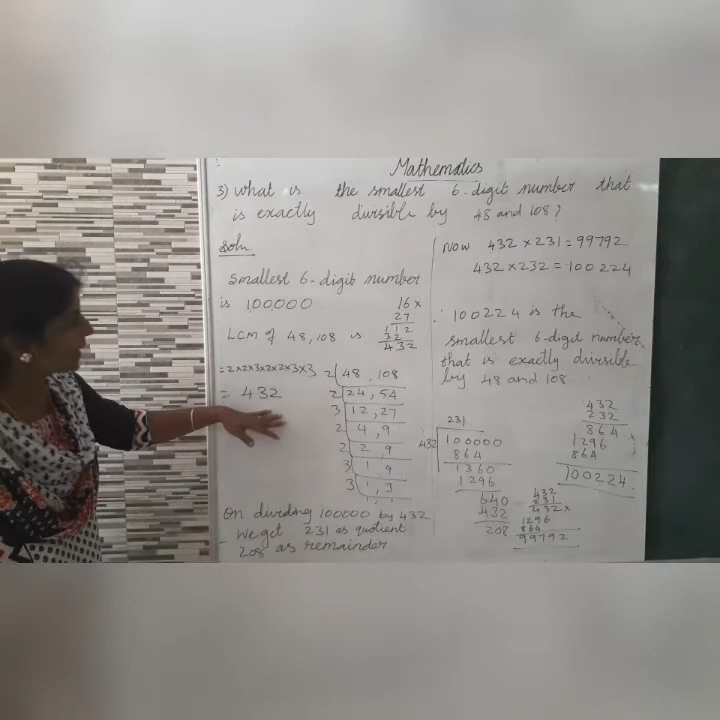 Mathematics
3) what is the smallest 6-digit number that
is exactly divisible by 48 and 108?
Soln
Smallest 6-digit number
is 100000
16 x
27
112
32
432
LCM of 48, 108 is
=2x2x3x2x2x3x3
= 432
2 48, 108
2 24, 54
3 12, 27
2 4, 9
2 2, 9
3 1, 9
3 1, 3
1, 1
On dividing 100000 by 432
We get 231 as quotient
208 as remainder
Now 432 x 231 = 99792
432 x 232 = 100224
∴ 100224 is the
smallest 6-digit number
that is exactly divisible
by 48 and 108
231
432 100000
864
1360
1296
640
432
208
432
231
432x
1296
864
99792
432
232
864
1296
864
100224